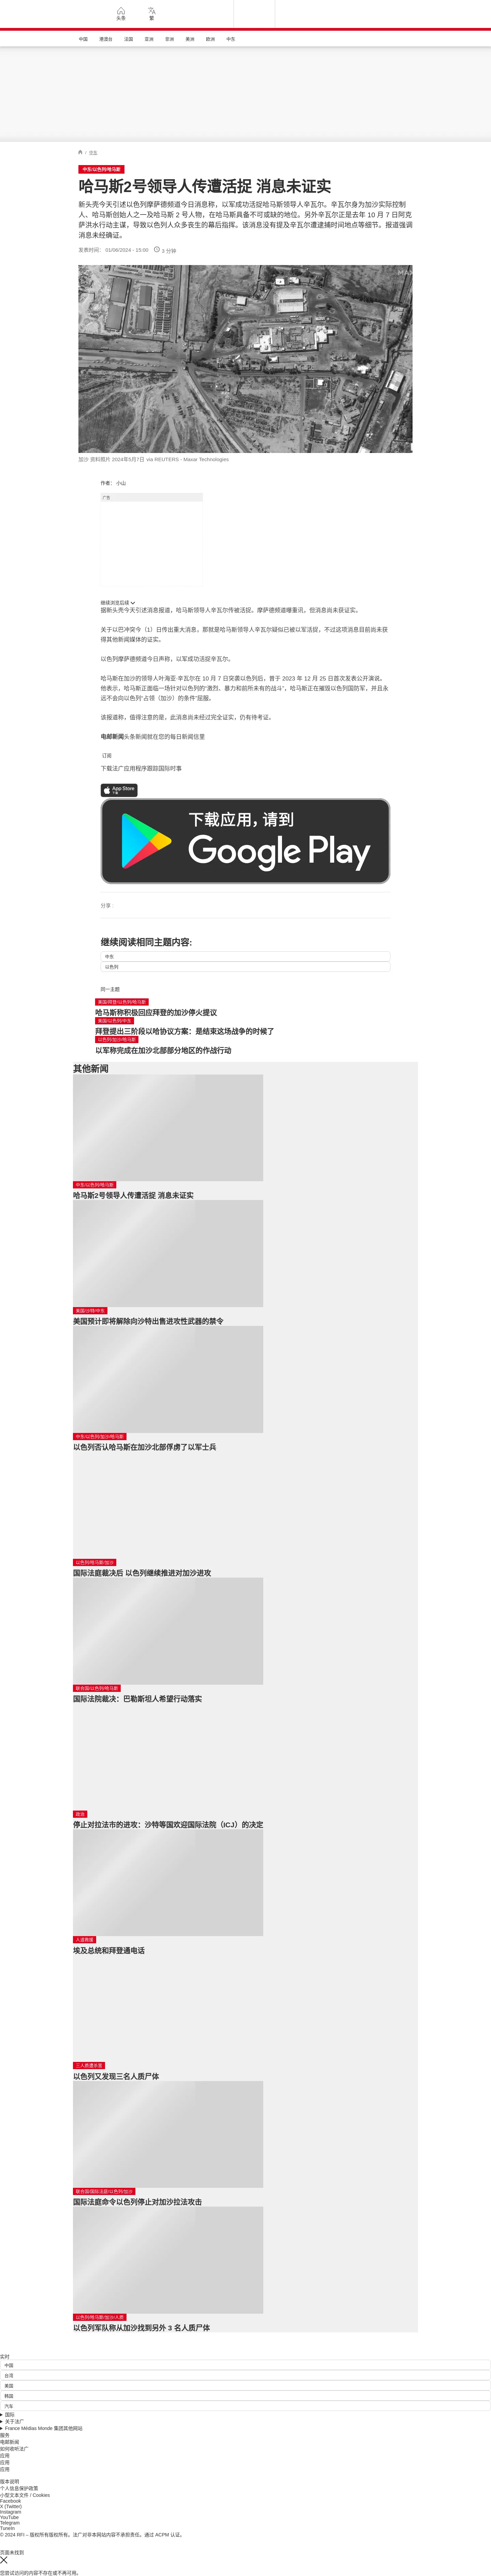 头条
繁
中国
港澳台
法国
亚洲
非洲
美洲
欧洲
中东
/ 中东
中东/以色列/哈马斯
哈马斯2号领导人传遭活捉 消息未证实
新头壳今天引述以色列摩萨德频道今日消息称，以军成功活捉哈马斯领导人辛瓦尔。辛瓦尔身为加沙实际控制人、哈马斯创始人之一及哈马斯 2 号人物，在哈马斯具备不可或缺的地位。另外辛瓦尔正是去年 10 月 7 日阿克萨洪水行动主谋，导致以色列人众多丧生的幕后指挥。该消息没有提及辛瓦尔遭逮捕时间地点等细节。报道强调消息未经确证。
发表时间： 01/06/2024 - 15:00
3 分钟
加沙 资料照片 2024年5月7日 via REUTERS - Maxar Technologies
作者： 小山
广告
继续浏览后续
据新头壳今天引述消息报道，哈马斯领导人辛瓦尔传被活捉。摩萨德频道曝重讯，但消息尚未获证实。
关于以巴冲突今（1）日传出重大消息，那就是哈马斯领导人辛瓦尔疑似已被以军活捉，不过这项消息目前尚未获得其他新闻媒体的证实。
以色列摩萨德频道今日声称，以军成功活捉辛瓦尔。
哈马斯在加沙的领导人叶海亚·辛瓦尔在 10 月 7 日突袭以色列后，曾于 2023 年 12 月 25 日首次发表公开演说。他表示，哈马斯正面临一场针对以色列的“激烈、暴力和前所未有的战斗”，哈马斯正在摧毁以色列国防军，并且永远不会向以色列“占领（加沙）的条件”屈服。
该报道称，值得注意的是，此消息尚未经过完全证实，仍有待考证。
电邮新闻头条新闻就在您的每日新闻信里
订阅
下载法广应用程序跟踪国际时事
App Store
下载
下载应用，请到
Google Play
分享 :
继续阅读相同主题内容:
中东
以色列
同一主题
美国/拜登/以色列/哈马斯
哈马斯称积极回应拜登的加沙停火提议
美国/以色列/中东
拜登提出三阶段以哈协议方案：是结束这场战争的时候了
以色列/加沙/哈马斯
以军称完成在加沙北部部分地区的作战行动
其他新闻
中东/以色列/哈马斯
哈马斯2号领导人传遭活捉 消息未证实
美国/沙特/中东
美国预计即将解除向沙特出售进攻性武器的禁令
中东/以色列/加沙/哈马斯
以色列否认哈马斯在加沙北部俘虏了以军士兵
以色列/哈马斯/加沙
国际法庭裁决后 以色列继续推进对加沙进攻
联合国/以色列/哈马斯
国际法院裁决：巴勒斯坦人希望行动落实
政治
停止对拉法市的进攻：沙特等国欢迎国际法院（ICJ）的决定
人道救援
埃及总统和拜登通电话
三人质遭杀害
以色列又发现三名人质尸体
联合国/国际法庭/以色列/加沙
国际法庭命令以色列停止对加沙拉法攻击
以色列/哈马斯/加沙/人质
以色列军队称从加沙找到另外 3 名人质尸体
实时
中国
台湾
美国
韩国
汽车
国际
关于法广
France Médias Monde 集团其他网站
服务
电邮新闻
如何收听法广
应用
应用
应用
版本说明
个人信息保护政策
小型文本文件 / Cookies
Facebook
X (Twitter)
Instagram
YouTube
Telegram
TuneIn
© 2024 RFI – 版权所有版权所有。法广对非本网站内容不承担责任。通过 ACPM 认证。
页面未找到
您尝试访问的内容不存在或不再可用。